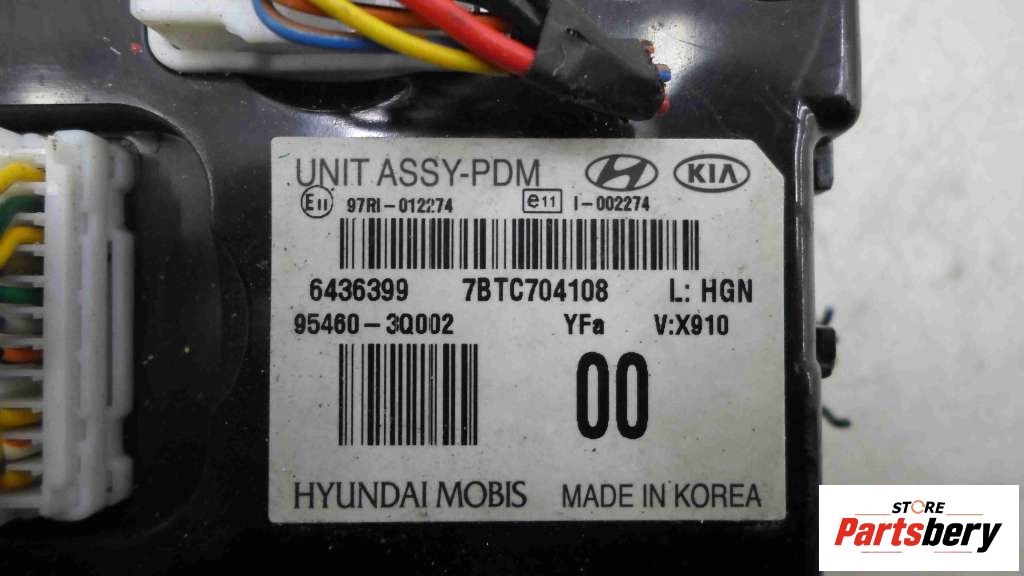 UNIT ASSY-PDM KIA
E11 97RI-012274 e11 I-002274
6436399 7BTC704108 L: HGN
95460-3Q002 YFa V:X910
00
HYUNDAI MOBIS MADE IN KOREA
STORE
Partsbery